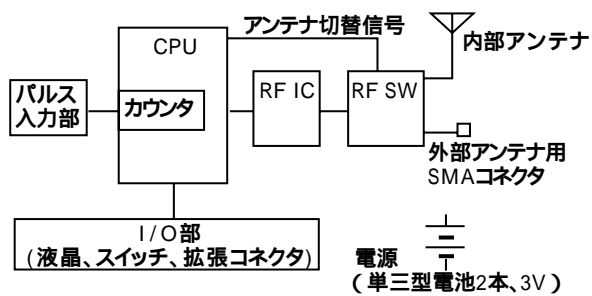 アンテナ切替信号
CPU
内部アンテナ
パルス
入力部
カウンタ
RF IC
RF SW
外部アンテナ用
SMAコネクタ
I/O部
(液晶、スイッチ、拡張コネクタ)
電源
(単三型電池2本、3V)